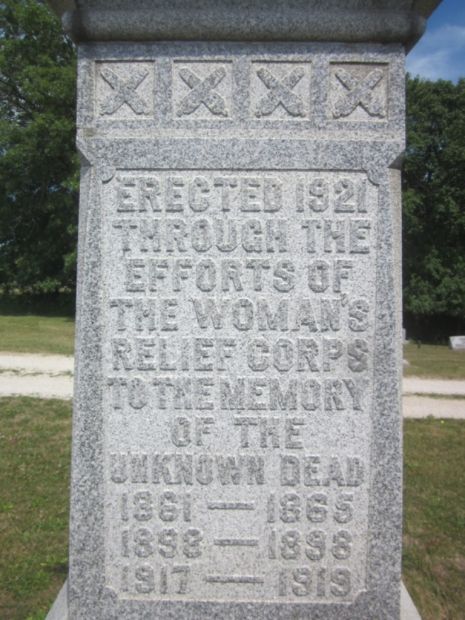 ERECTED 1921
THROUGH THE
EFFORTS OF
THE WOMAN'S
RELIEF CORPS
TO THE MEMORY
OF THE
UNKNOWN DEAD
1861 — 1865
1898 — 1898
1917 — 1919